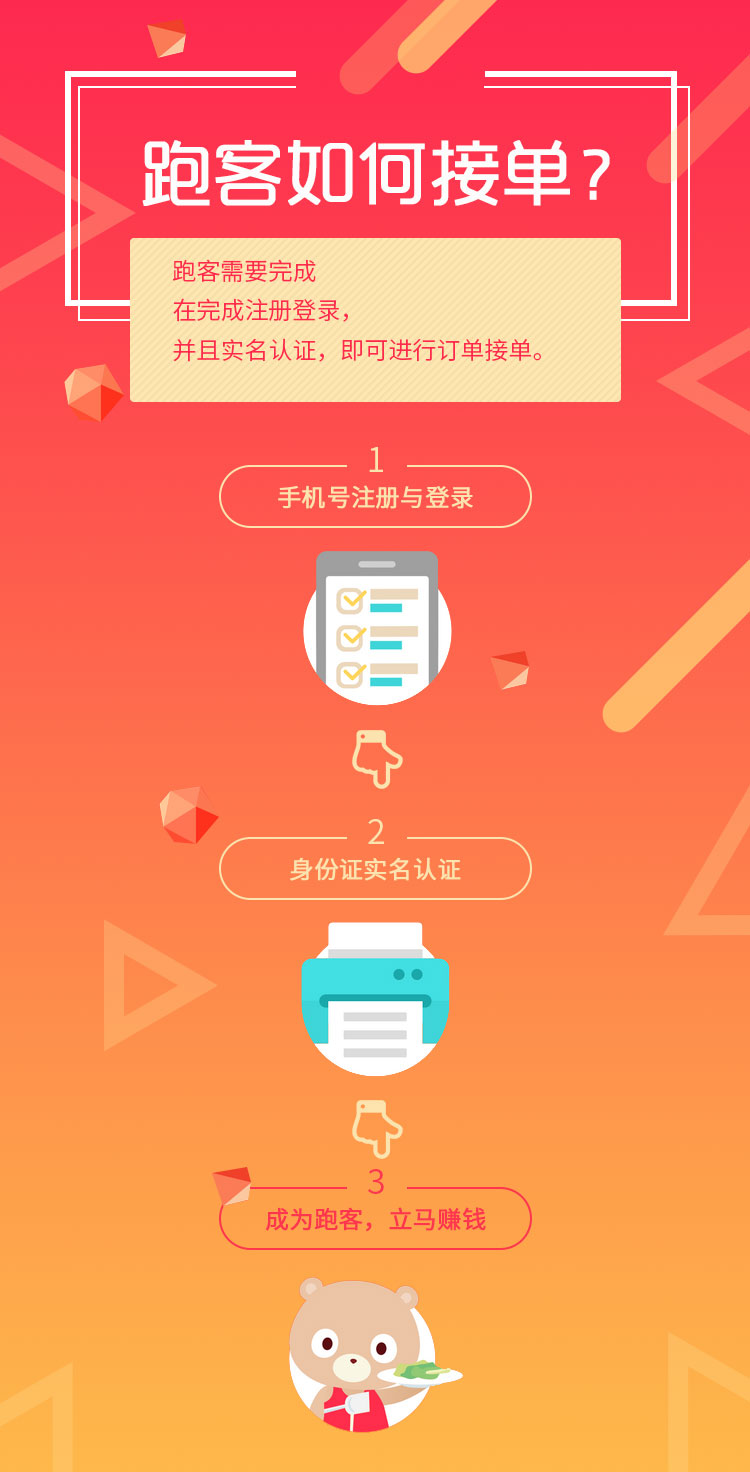 跑客如何接单?
跑客需要完成
在完成注册登录，
并且实名认证，即可进行订单接单。
1
手机号注册与登录
2
身份证实名认证
3
成为跑客，立马赚钱